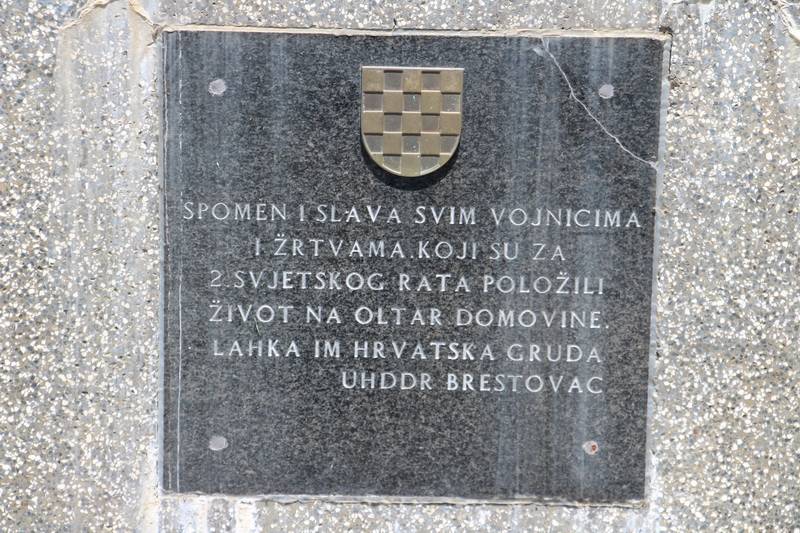 SPOMEN I SLAVA SVIM VOJNICIMA
I ŽRTVAMA.KOJI SU ZA
2.SVJETSKOG RATA POLOŽILI
ŽIVOT NA OLTAR DOMOVINE.
LAHKA IM HRVATSKA GRUDA
UHDDR BRESTOVAC